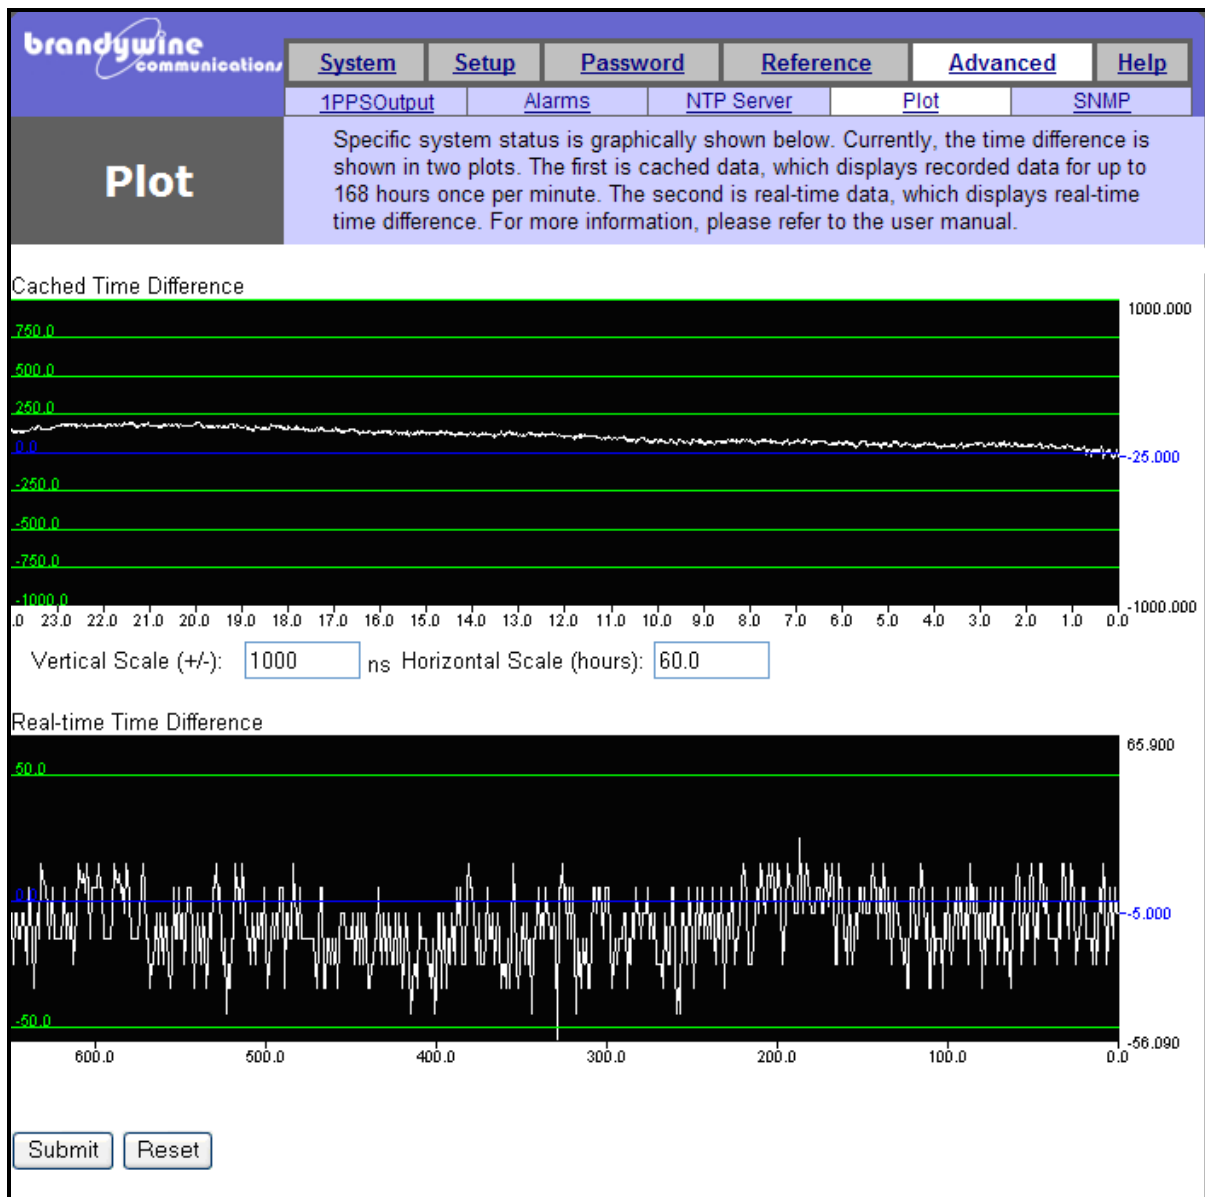 brandywine
communications
System Setup Password Reference Advanced Help
1PPSOutput Alarms NTP Server Plot SNMP
Plot
Specific system status is graphically shown below. Currently, the time difference is
shown in two plots. The first is cached data, which displays recorded data for up to
168 hours once per minute. The second is real-time data, which displays real-time
time difference. For more information, please refer to the user manual.
Cached Time Difference
1000.000
750.0
500.0
250.0
0.0
-25.000
-250.0
-500.0
-750.0
-1000.0
-1000.000
.0 23.0 22.0 21.0 20.0 19.0 18.0 17.0 16.0 15.0 14.0 13.0 12.0 11.0 10.0 9.0 8.0 7.0 6.0 5.0 4.0 3.0 2.0 1.0 0.0
Vertical Scale (+/-): 1000 ns Horizontal Scale (hours): 60.0
Real-time Time Difference
65.900
50.0
0.0
-5.000
-50.0
-56.090
600.0 500.0 400.0 300.0 200.0 100.0 0.0
Submit Reset